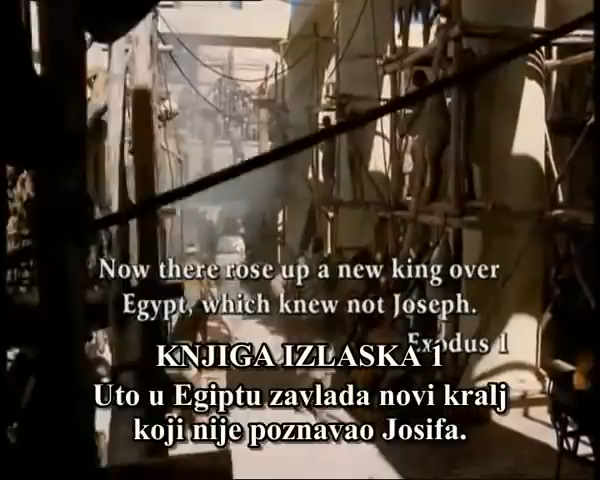 Now there rose up a new king over
Egypt, which knew not Joseph.
Exodus 1
KNJIGA IZLASKA 1
Uto u Egiptu zavlada novi kralj
koji nije poznavao Josifa.